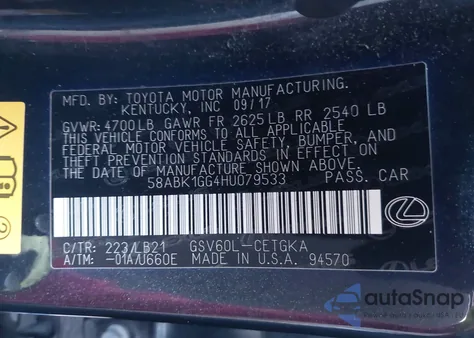 MFD. BY: TOYOTA MOTOR MANUFACTURING.
KENTUCKY, INC 09/17
GVWR: 4700LB GAWR FR 2625LB RR 2540 LB
THIS VEHICLE CONFORMS TO ALL APPLICABLE
FEDERAL MOTOR VEHICLE SAFETY, BUMPER, AND
THEFT PREVENTION STANDARDS IN EFFECT ON
THE DATE OF MANUFACTURE SHOWN ABOVE.
58ABK1GG4HU079533 PASS. CAR
C/TR: 223/LB21 GSV60L-CETGKA
A/TM: -01A/U660E MADE IN U.S.A. 94570
autoSnap